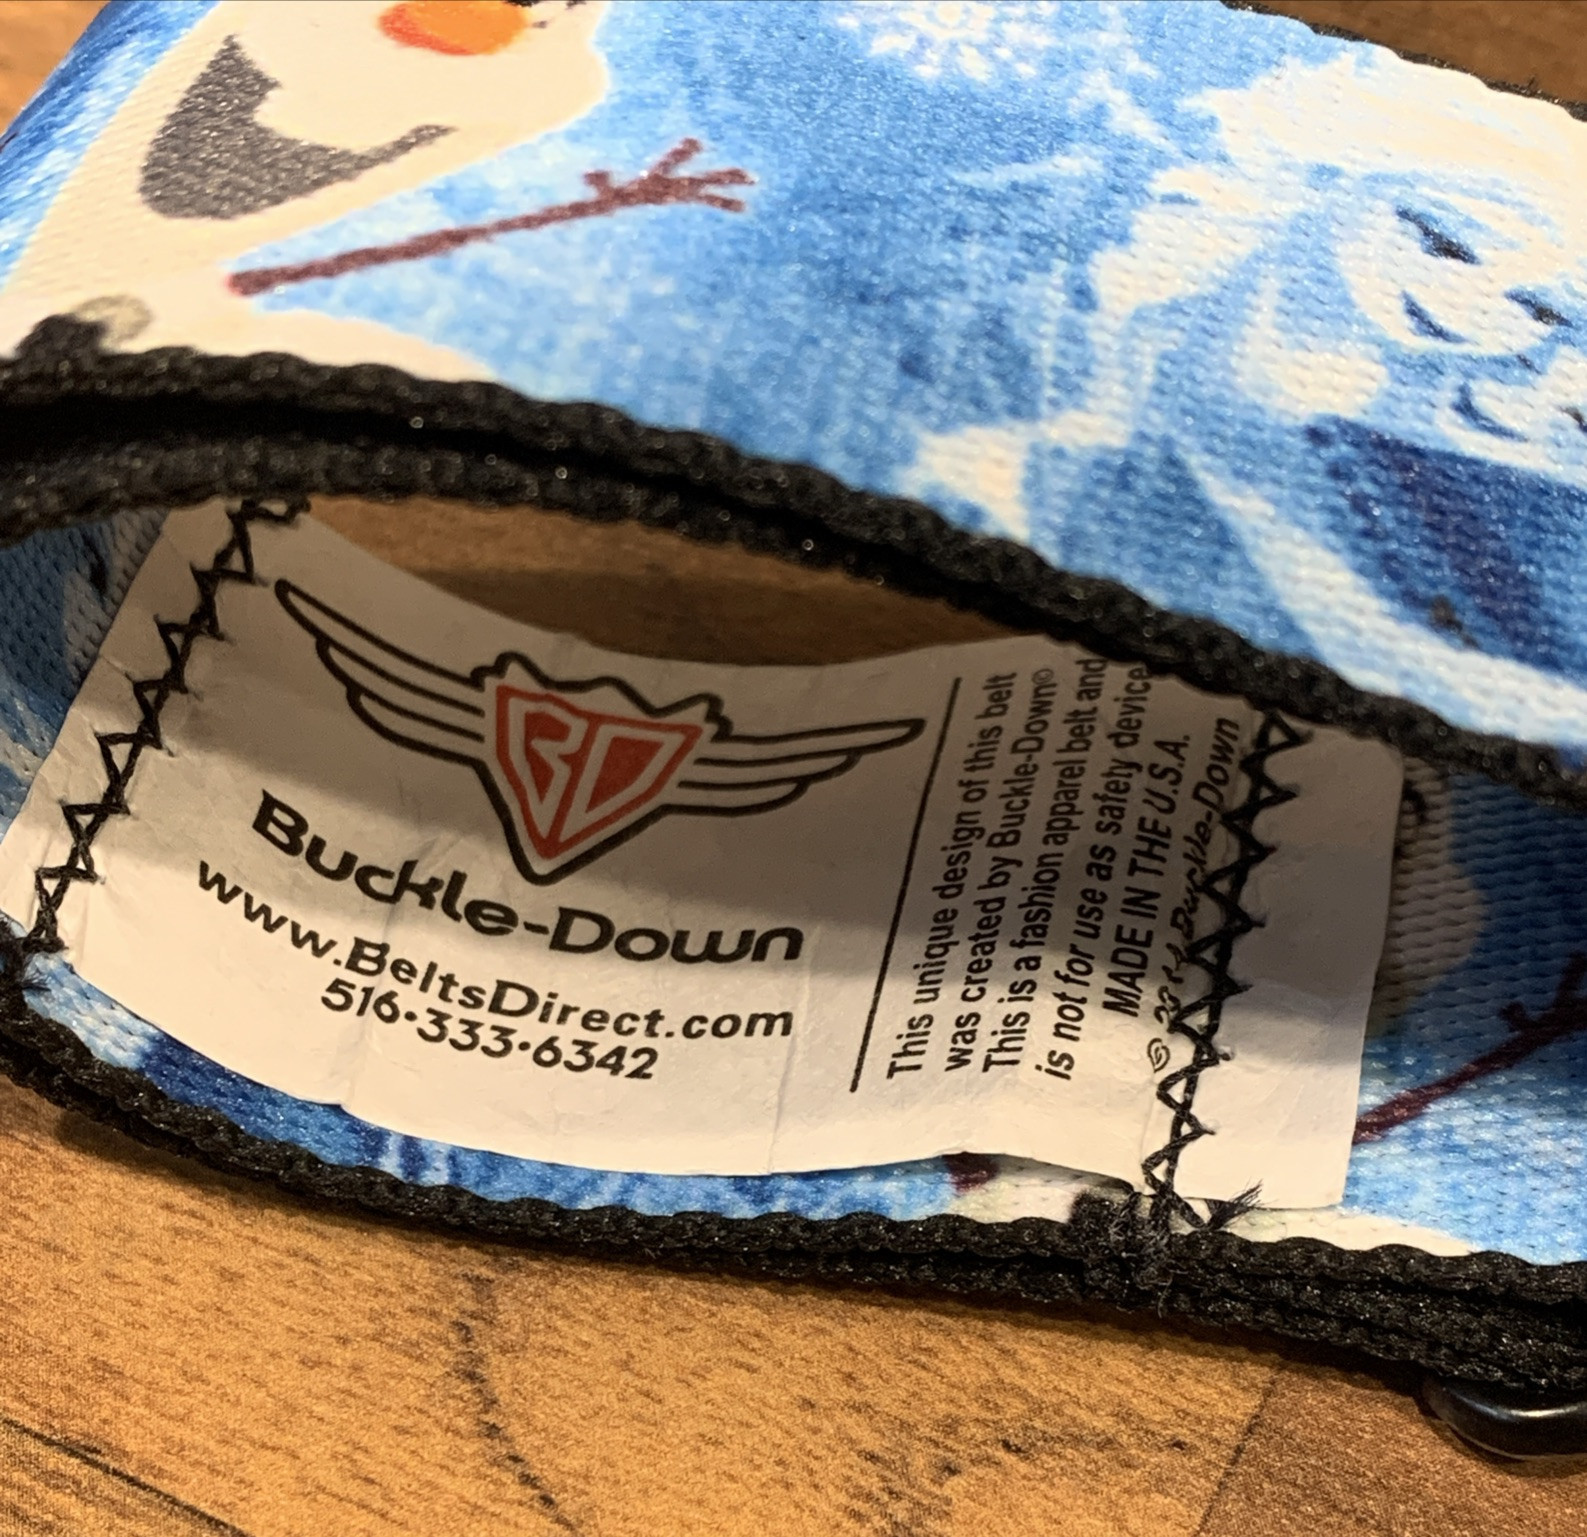 BD
Buckle-Down
www.BeltsDirect.com
516•333•6342
This unique design of this belt
was created by Buckle-Down©
This is a fashion apparel belt and
is not for use as safety device
MADE IN THE U.S.A.
© Buckle-Down